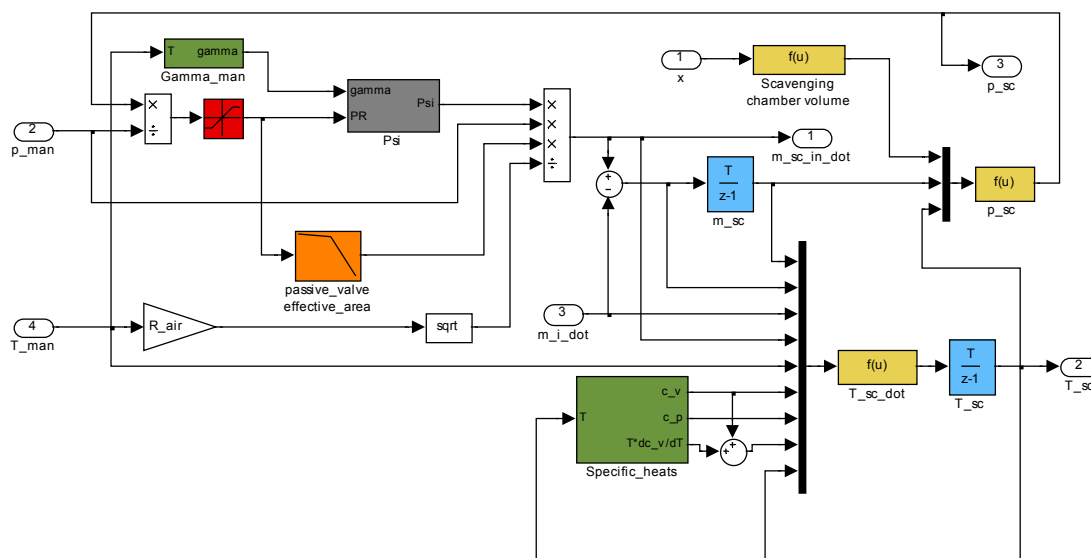 T
gamma
Gamma_man
×
÷
2
p_man
gamma
PR
Psi
Psi
×
×
×
÷
1
x
f(u)
Scavenging
chamber volume
3
p_sc
1
m_sc_in_dot
+
-
T
z-1
m_sc
f(u)
p_sc
passive_valve
effective_area
4
T_man
R_air
sqrt
3
m_i_dot
f(u)
T_sc_dot
T
z-1
T_sc
2
T_sc
T
c_v
c_p
T*dc_v/dT
+
+
Specific_heats